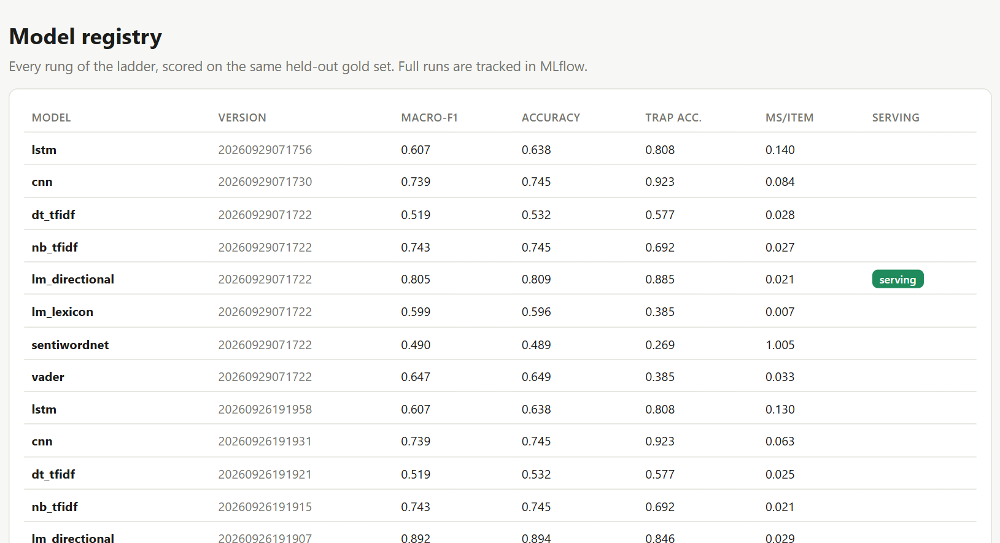 Model registry
Every rung of the ladder, scored on the same held-out gold set. Full runs are tracked in MLflow.
MODEL VERSION MACRO-F1 ACCURACY TRAP ACC. MS/ITEM SERVING
lstm 20260929071756 0.607 0.638 0.808 0.140
cnn 20260929071730 0.739 0.745 0.923 0.084
dt_tfidf 20260929071722 0.519 0.532 0.577 0.028
nb_tfidf 20260929071722 0.743 0.745 0.692 0.027
lm_directional 20260929071722 0.805 0.809 0.885 0.021 serving
lm_lexicon 20260929071722 0.599 0.596 0.385 0.007
sentiwordnet 20260929071722 0.490 0.489 0.269 1.005
vader 20260929071722 0.647 0.649 0.385 0.033
lstm 20260926191958 0.607 0.638 0.808 0.130
cnn 20260926191931 0.739 0.745 0.923 0.063
dt_tfidf 20260926191921 0.519 0.532 0.577 0.025
nb_tfidf 20260926191915 0.743 0.745 0.692 0.021
lm_directional 20260926191907 0.892 0.894 0.846 0.029